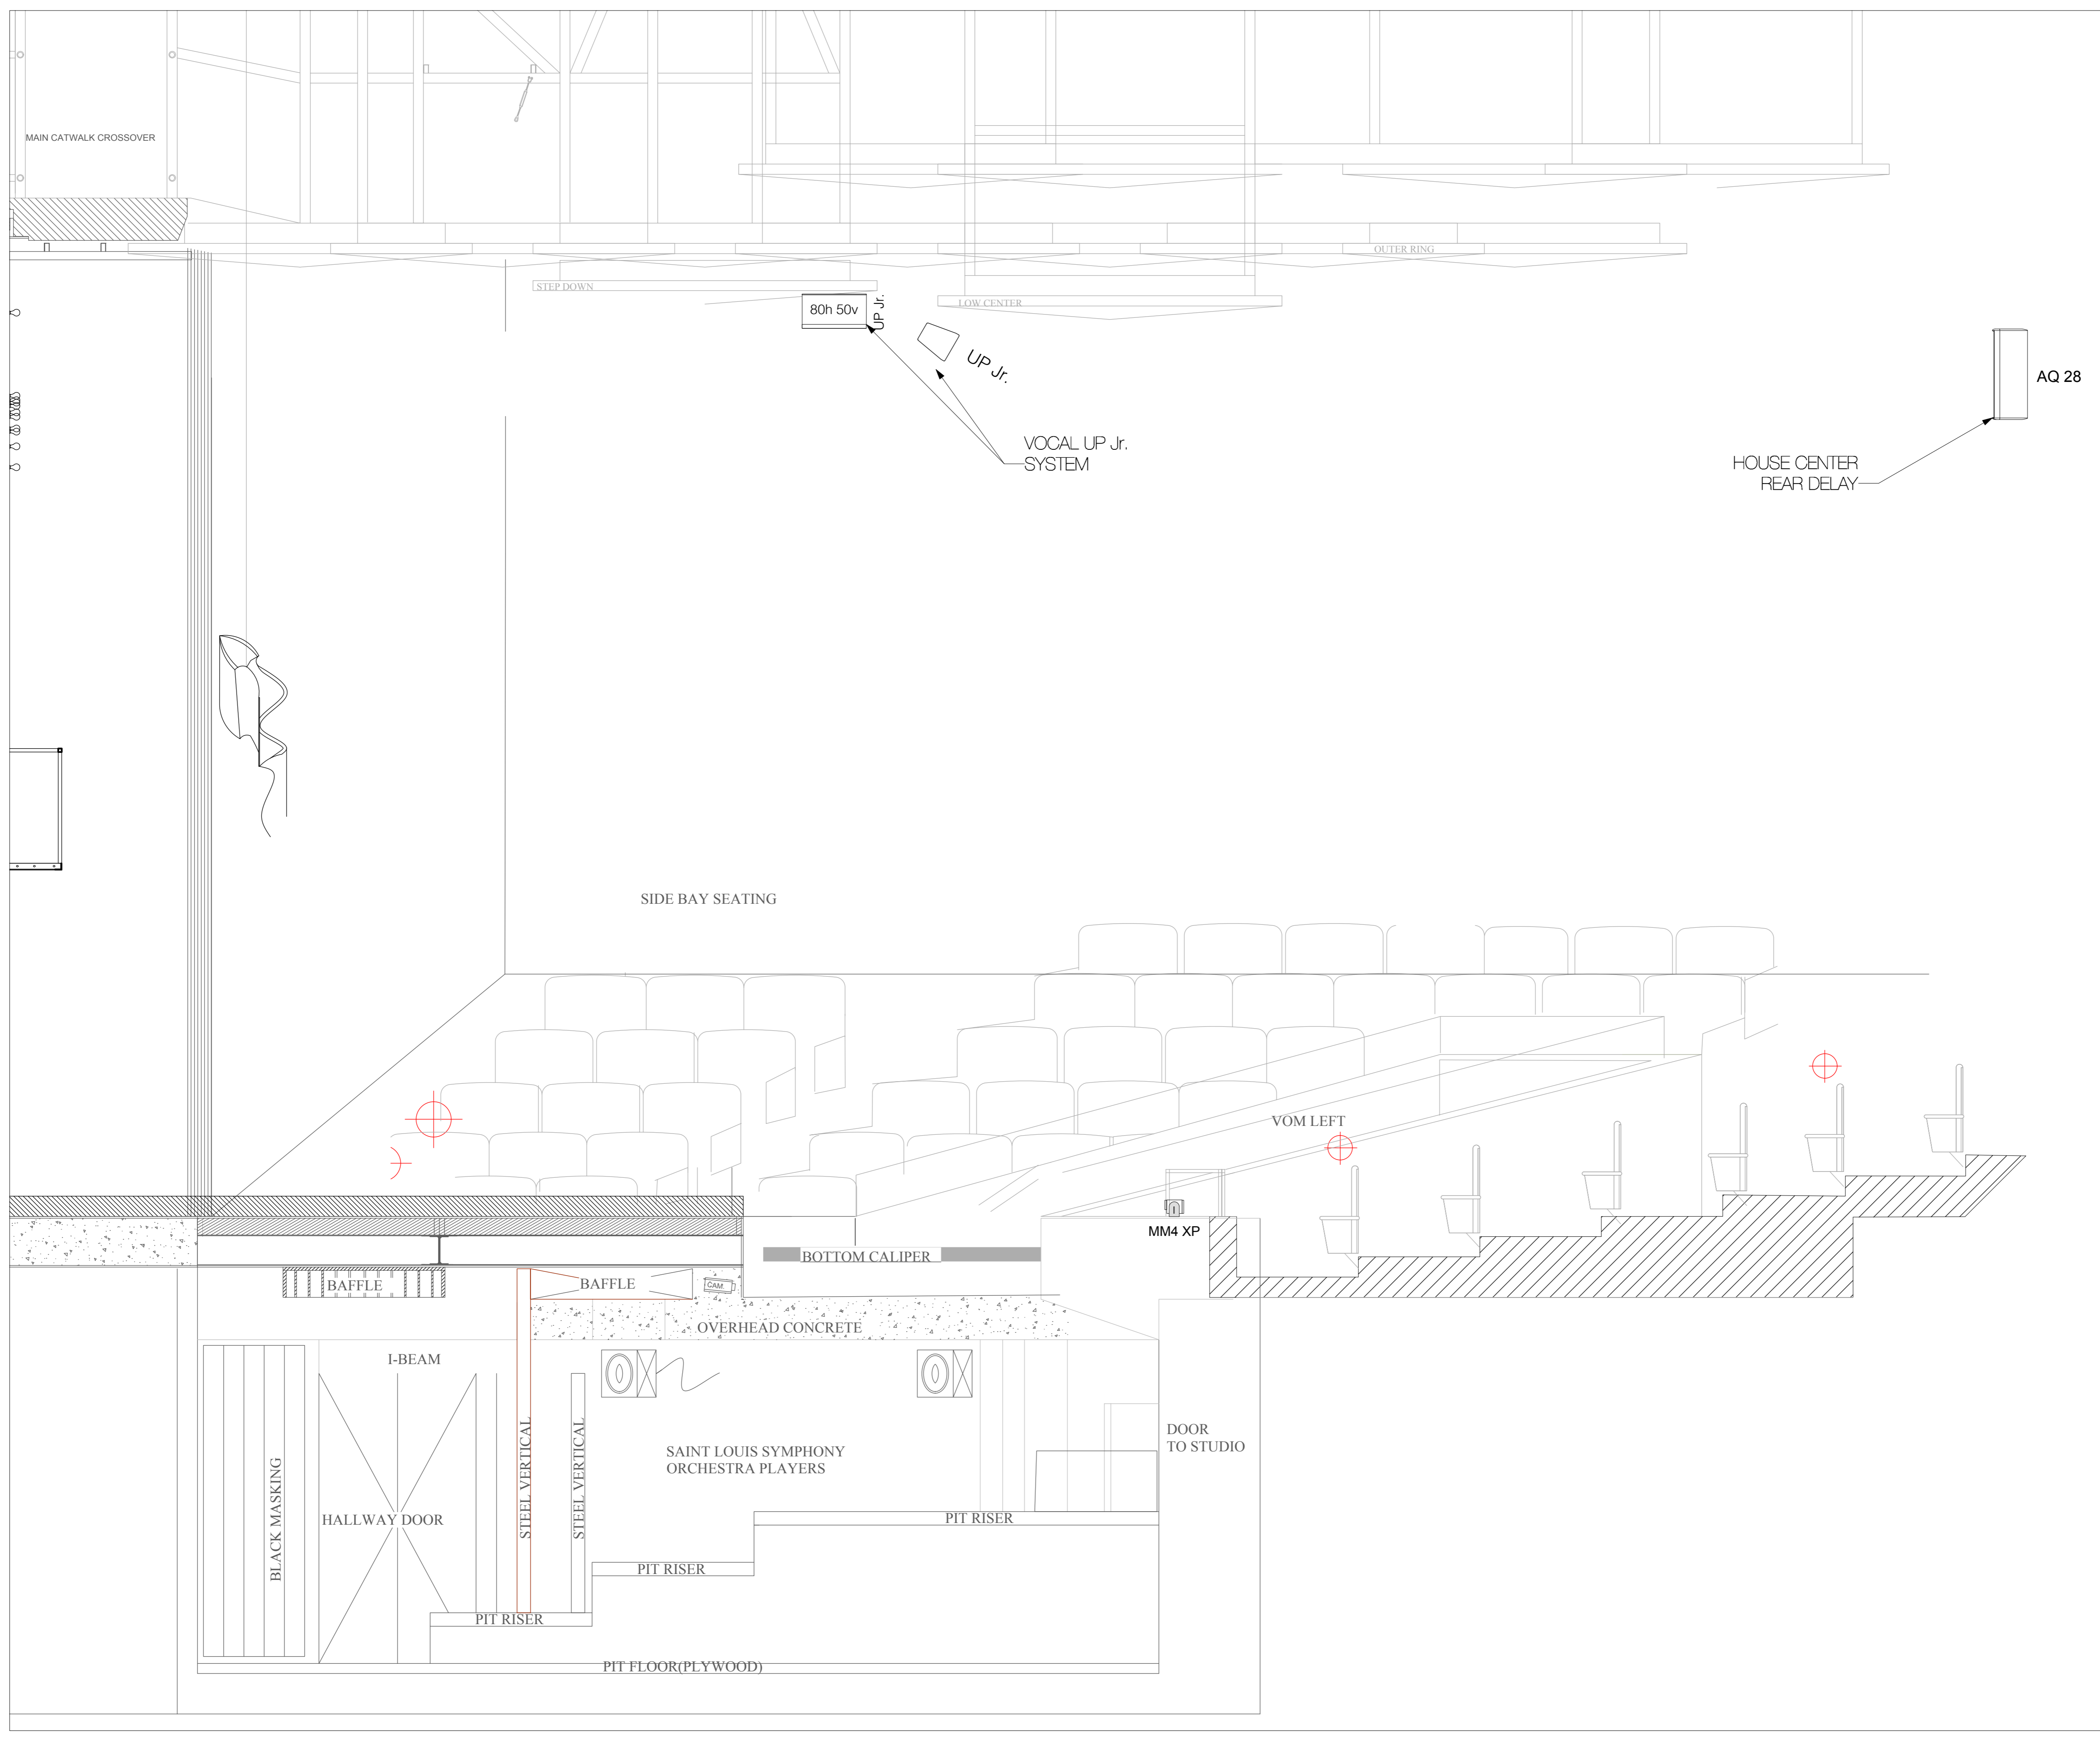 MAIN CATWALK CROSSOVER
OUTER RING
STEP DOWN
LOW CENTER
80h 50v
UP Jr.
UP Jr.
AQ 28
VOCAL UP Jr.
SYSTEM
HOUSE CENTER
REAR DELAY
SIDE BAY SEATING
VOM LEFT
MM4 XP
BOTTOM CALIPER
BAFFLE
BAFFLE
CAM.
OVERHEAD CONCRETE
I-BEAM
STEEL VERTICAL
STEEL VERTICAL
SAINT LOUIS SYMPHONY
ORCHESTRA PLAYERS
DOOR
TO STUDIO
BLACK MASKING
HALLWAY DOOR
PIT RISER
PIT RISER
PIT RISER
PIT FLOOR(PLYWOOD)